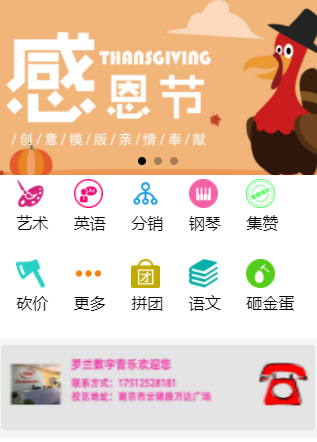 感恩节
THANSGIVING
/创/意/模/版/亲/情/奉/献
艺术 英语 分销 钢琴 集赞
砍价 更多 拼团 语文 砸金蛋
团
罗兰数字音乐欢迎您
联系方式：17512528181
校区地址：南京市云锦路万达广场